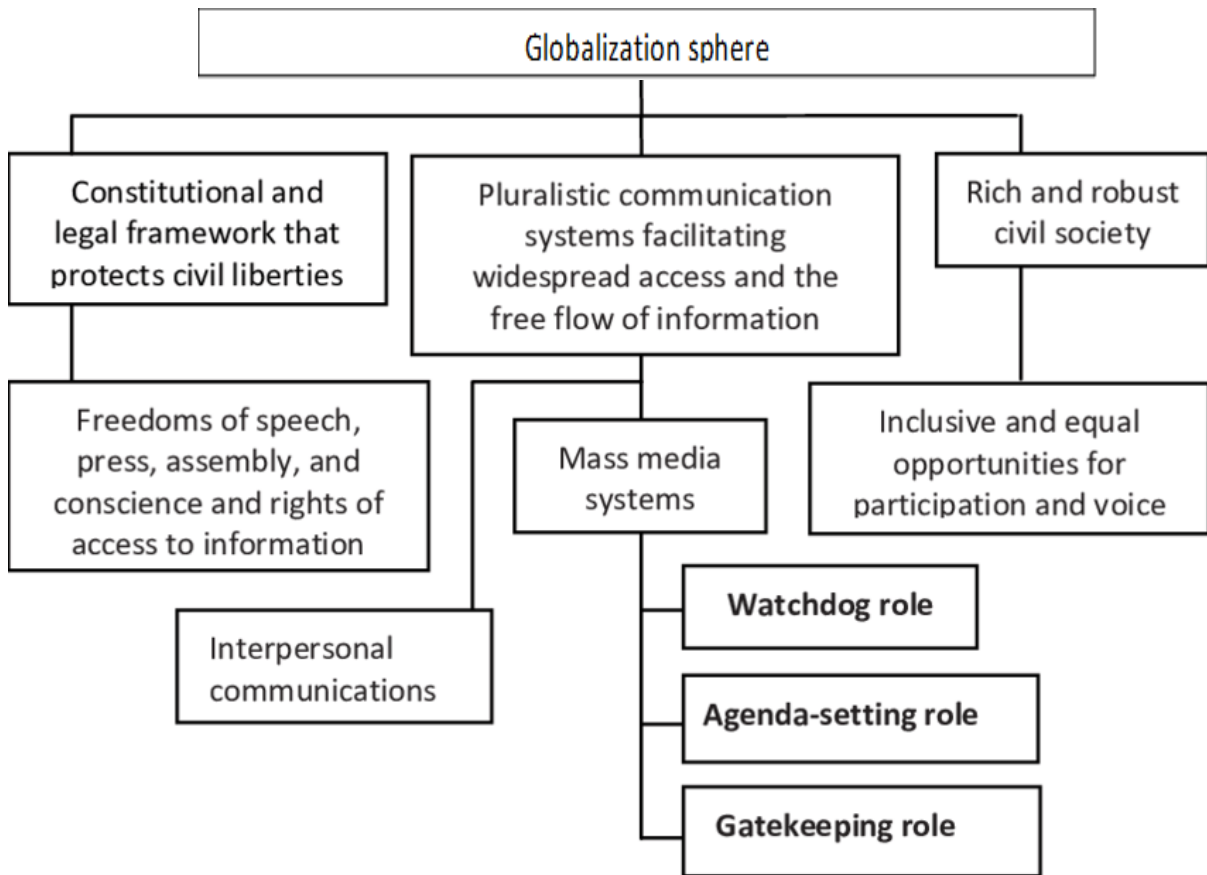 Globalization sphere
Constitutional and
legal framework that
protects civil liberties
Pluralistic communication
systems facilitating
widespread access and the
free flow of information
Rich and robust
civil society
Freedoms of speech,
press, assembly, and
conscience and rights of
access to information
Mass media
systems
Inclusive and equal
opportunities for
participation and voice
Interpersonal
communications
Watchdog role
Agenda-setting role
Gatekeeping role